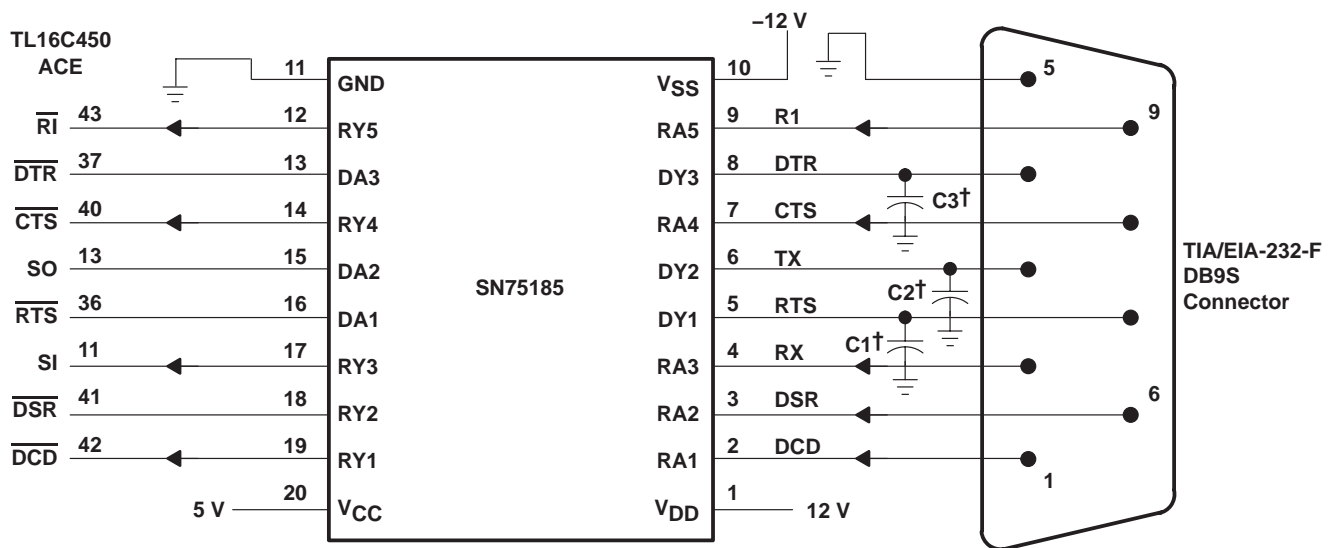 TL16C450
ACE
–12 V
11 GND VSS 10 5
RI 43 12 RY5 RA5 9 R1 9
DTR 37 13 DA3 DY3 8 DTR
C3†
CTS 40 14 RY4 RA4 7 CTS
SO 13 15 DA2 DY2 6 TX
TIA/EIA-232-F
DB9S
Connector
SN75185
C2†
RTS 36 16 DA1 DY1 5 RTS
C1†
SI 11 17 RY3 RA3 4 RX
DSR 41 18 RY2 RA2 3 DSR 6
DCD 42 19 RY1 RA1 2 DCD 1
5 V 20 VCC VDD 1 12 V